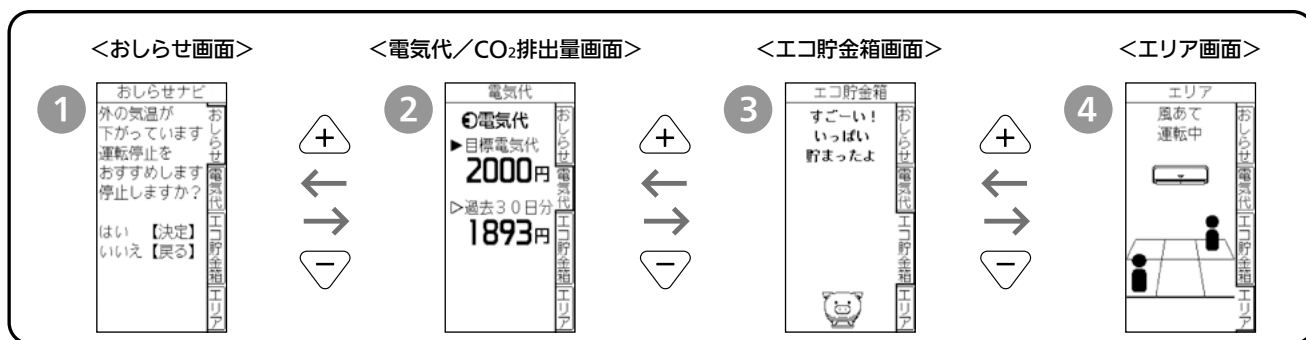 <おしらせ画面>
1
おしらせナビ
外の気温が
下がっています
運転停止を
おすすめします
停止しますか？
はい 【決定】
いいえ【戻る】
おしらせ
電気代
エコ貯金箱
エリア
+
←
→
−
<電気代／CO₂排出量画面>
2
電気代
電気代
▶目標電気代
2000円
▷過去３０日分
1893円
おしらせ
電気代
エコ貯金箱
エリア
+
←
→
−
<エコ貯金箱画面>
3
エコ貯金箱
すごーい！
いっぱい
貯まったよ
おしらせ
電気代
エコ貯金箱
エリア
+
←
→
−
<エリア画面>
4
エリア
風あて
運転中
おしらせ
電気代
エコ貯金箱
エリア